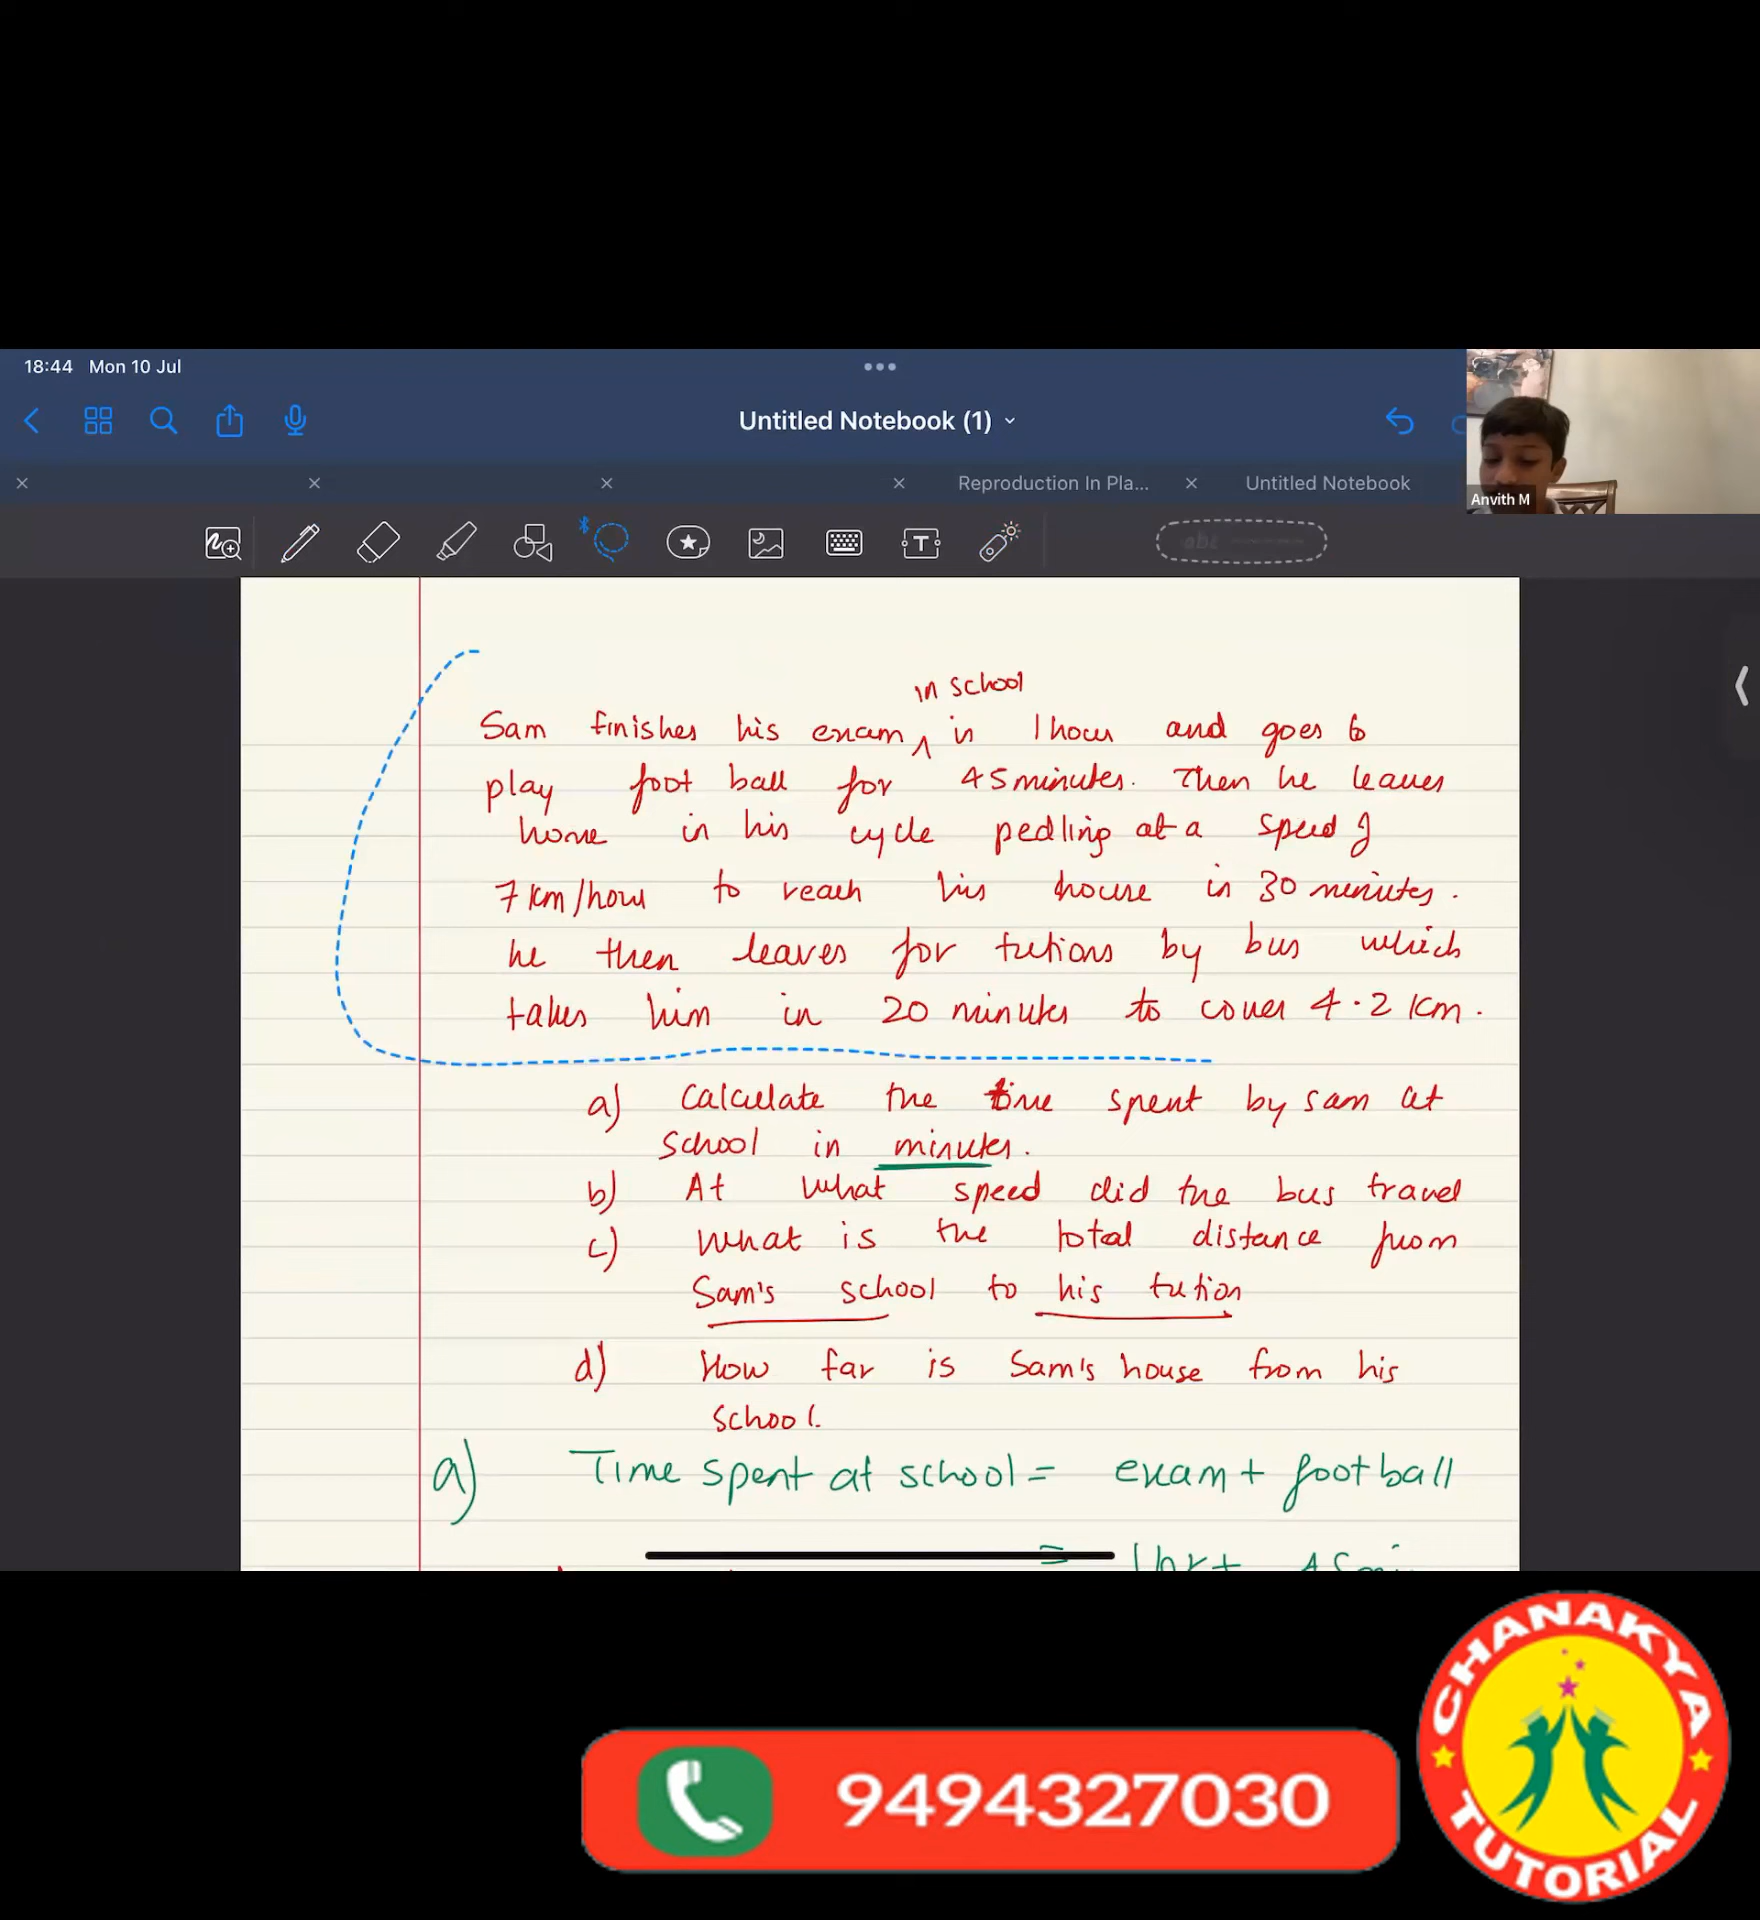 18:44 Mon 10 Jul
Untitled Notebook (1)
Reproduction In Pla... Untitled Notebook
Anvith M
in school
Sam finishes his exam ^ in 1 hour and goes to
play foot ball for 45 minutes. Then he leaves
home in his cycle pedling at a speed of
7 km/hour to reach his house in 30 minutes.
he then leaves for tutions by bus which
takes him in 20 minutes to cover 4.2 km.
a) Calculate the time spent by sam at
school in minutes.
b) At what speed did the bus travel
c) What is the total distance from
Sam's school to his tution
d) How far is Sam's house from his
school.
a) Time spent at school = exam + foot ball
= 1hr + 45 mi
9494327030
CHANAKYA
TUTORIAL